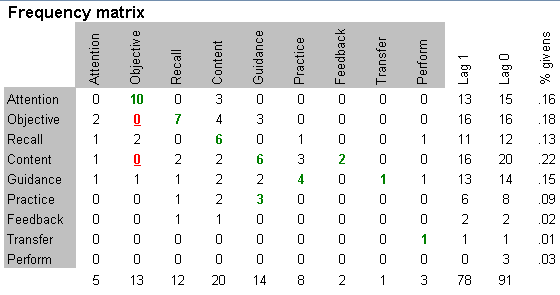 Frequency matrix
Attention Objective Recall Content Guidance Practice Feedback Transfer Perform Lag 1 Lag 0 % givens
Attention 0 10 0 3 0 0 0 0 0 13 15 .16
Objective 2 0 7 4 3 0 0 0 0 16 16 .18
Recall 1 2 0 6 0 1 0 0 1 11 12 .13
Content 1 0 2 2 6 3 2 0 0 16 20 .22
Guidance 1 1 1 2 2 4 0 1 1 13 14 .15
Practice 0 0 1 2 3 0 0 0 0 6 8 .09
Feedback 0 0 1 1 0 0 0 0 0 2 2 .02
Transfer 0 0 0 0 0 0 0 0 1 1 1 .01
Perform 0 0 0 0 0 0 0 0 0 0 3 .03
5 13 12 20 14 8 2 1 3 78 91